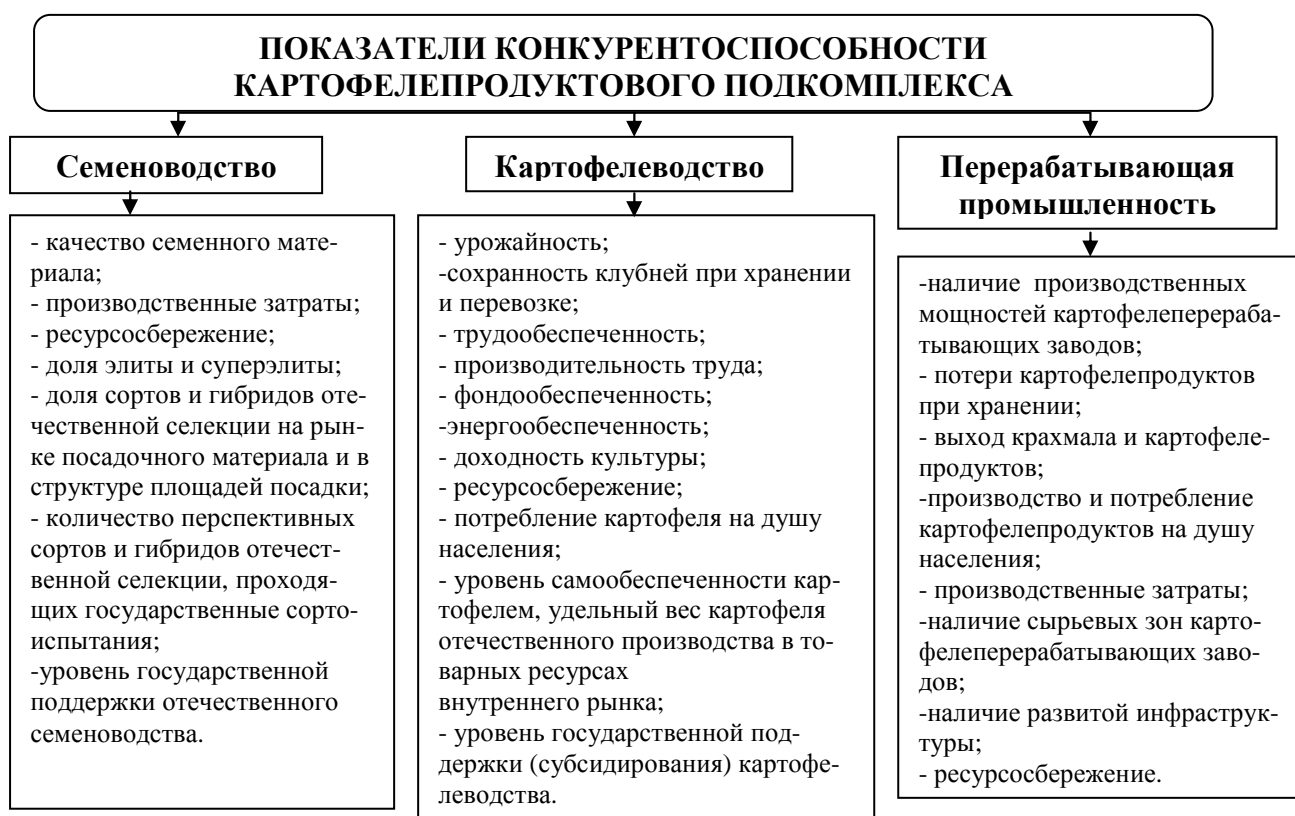 ПОКАЗАТЕЛИ КОНКУРЕНТОСПОСОБНОСТИ
КАРТОФЕЛЕПРОДУКТОВОГО ПОДКОМПЛЕКСА
Семеноводство
- качество семенного мате-
риала;
- производственные затраты;
- ресурсосбережение;
- доля элиты и суперэлиты;
- доля сортов и гибридов оте-
чественной селекции на рын-
ке посадочного материала и в
структуре площадей посадки;
- количество перспективных
сортов и гибридов отечест-
венной селекции, проходя-
щих государственные сорто-
испытания;
-уровень государственной
поддержки отечественного
семеноводства.
Картофелеводство
- урожайность;
-сохранность клубней при хранении
и перевозке;
- трудообеспеченность;
- производительность труда;
- фондообеспеченность;
-энергообеспеченность;
- доходность культуры;
- ресурсосбережение;
- потребление картофеля на душу
населения;
- уровень самообеспеченности кар-
тофелем, удельный вес картофеля
отечественного производства в то-
варных ресурсах
внутреннего рынка;
- уровень государственной под-
держки (субсидирования) картофе-
леводства.
Перерабатывающая
промышленность
-наличие производственных
мощностей картофелеперераба-
тывающих заводов;
- потери картофелепродуктов
при хранении;
- выход крахмала и картофеле-
продуктов;
-производство и потребление
картофелепродуктов на душу
населения;
- производственные затраты;
-наличие сырьевых зон карто-
фелеперерабатывающих заво-
дов;
-наличие развитой инфраструк-
туры;
- ресурсосбережение.